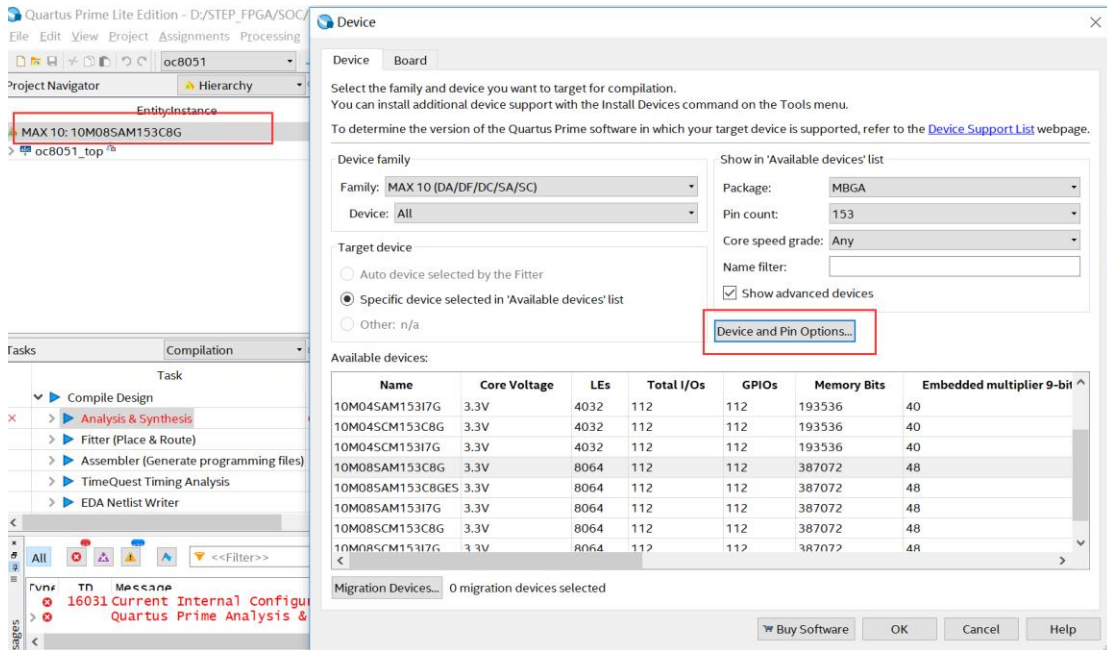 Quartus Prime Lite Edition - D:/STEP_FPGA/SOC/
File Edit View Project Assignments Processing
oc8051
Project Navigator
Hierarchy
Entity:Instance
MAX 10: 10M08SAM153C8G
oc8051_top
Tasks
Compilation
Task
Compile Design
Analysis & Synthesis
Fitter (Place & Route)
Assembler (Generate programming files)
TimeQuest Timing Analysis
EDA Netlist Writer
All
<<Filter>>
Type ID Message
16031 Current Internal Configu
Quartus Prime Analysis &
sages
Device
Device Board
Select the family and device you want to target for compilation.
You can install additional device support with the Install Devices command on the Tools menu.
To determine the version of the Quartus Prime software in which your target device is supported, refer to the Device Support List webpage.
Device family
Family: MAX 10 (DA/DF/DC/SA/SC)
Device: All
Target device
Auto device selected by the Fitter
Specific device selected in 'Available devices' list
Other: n/a
Show in 'Available devices' list
Package: MBGA
Pin count: 153
Core speed grade: Any
Name filter:
Show advanced devices
Device and Pin Options...
Available devices:
Name Core Voltage LEs Total I/Os GPIOs Memory Bits Embedded multiplier 9-bit
10M04SAM153I7G 3.3V 4032 112 112 193536 40
10M04SCM153C8G 3.3V 4032 112 112 193536 40
10M04SCM153I7G 3.3V 4032 112 112 193536 40
10M08SAM153C8G 3.3V 8064 112 112 387072 48
10M08SAM153C8GES 3.3V 8064 112 112 387072 48
10M08SAM153I7G 3.3V 8064 112 112 387072 48
10M08SCM153C8G 3.3V 8064 112 112 387072 48
10M08SCM153I7G 3.3V 8064 112 112 387072 48
Migration Devices... 0 migration devices selected
Buy Software OK Cancel Help